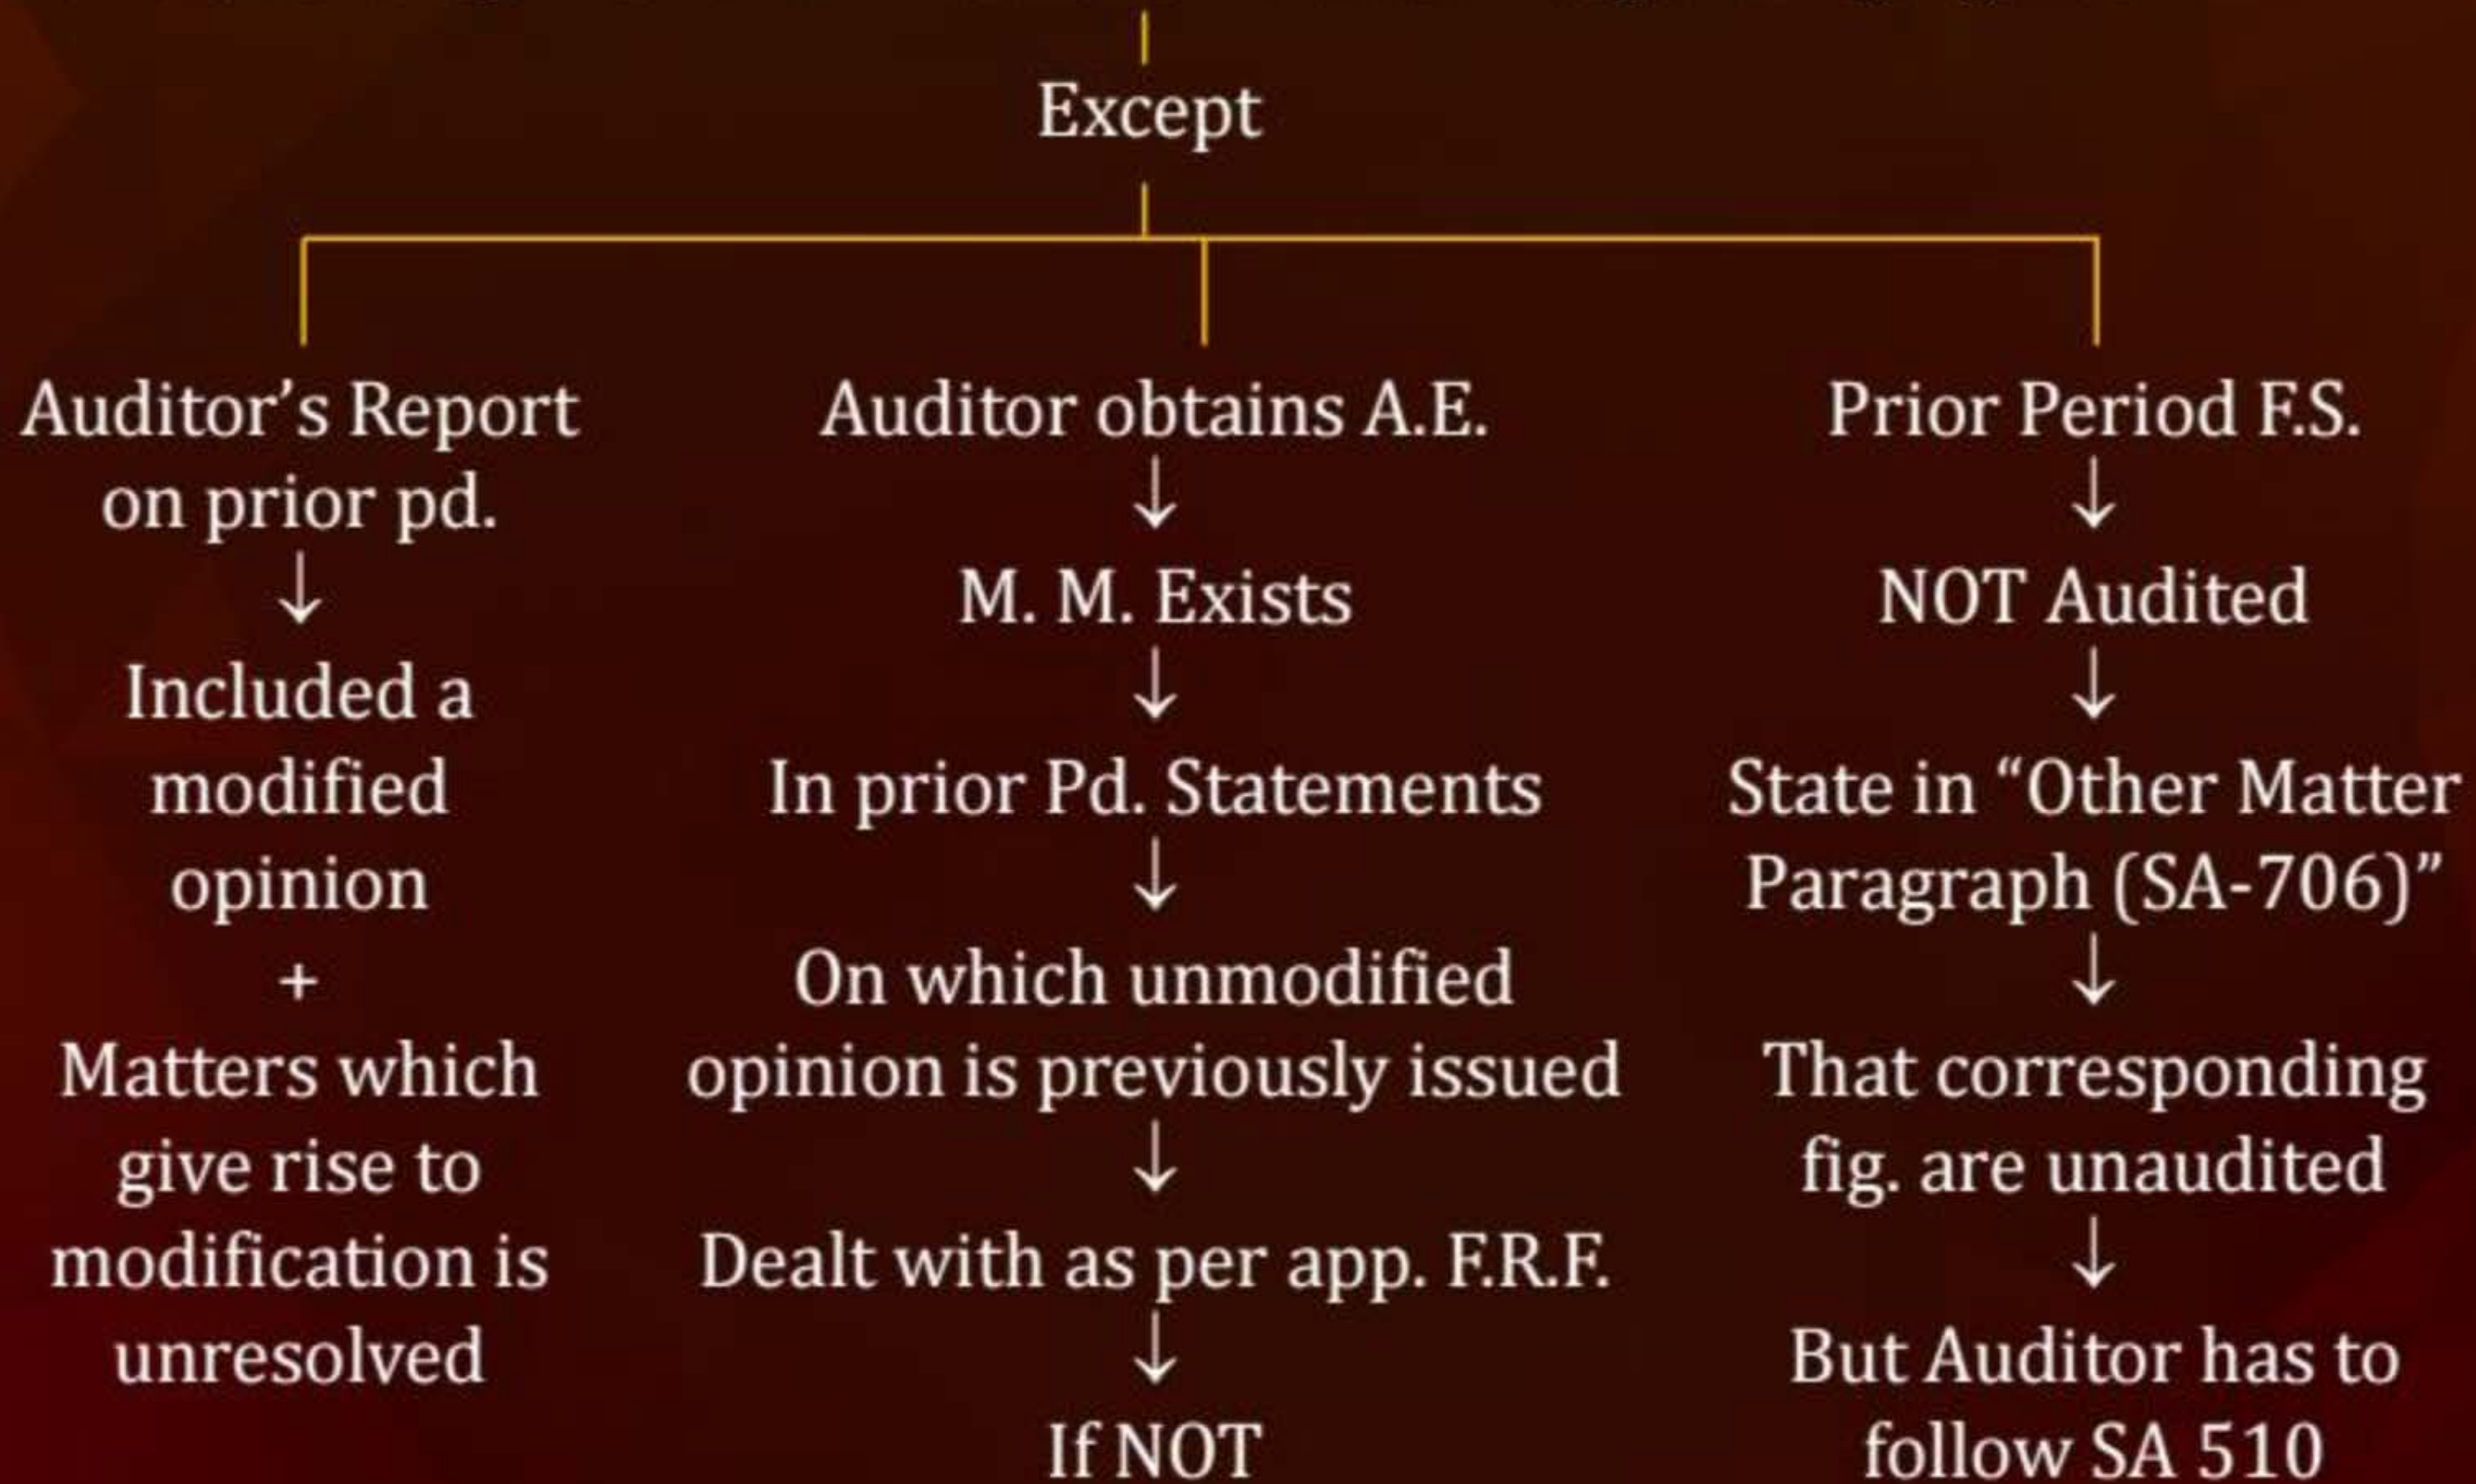 Except
Auditor’s Report
on prior pd.
↓
Included a
modified
opinion
+
Matters which
give rise to
modification is
unresolved
Auditor obtains A.E.
↓
M. M. Exists
↓
In prior Pd. Statements
↓
On which unmodified
opinion is previously issued
↓
Dealt with as per app. F.R.F.
↓
If NOT
Prior Period F.S.
↓
NOT Audited
↓
State in “Other Matter
Paragraph (SA-706)”
↓
That corresponding
fig. are unaudited
↓
But Auditor has to
follow SA 510